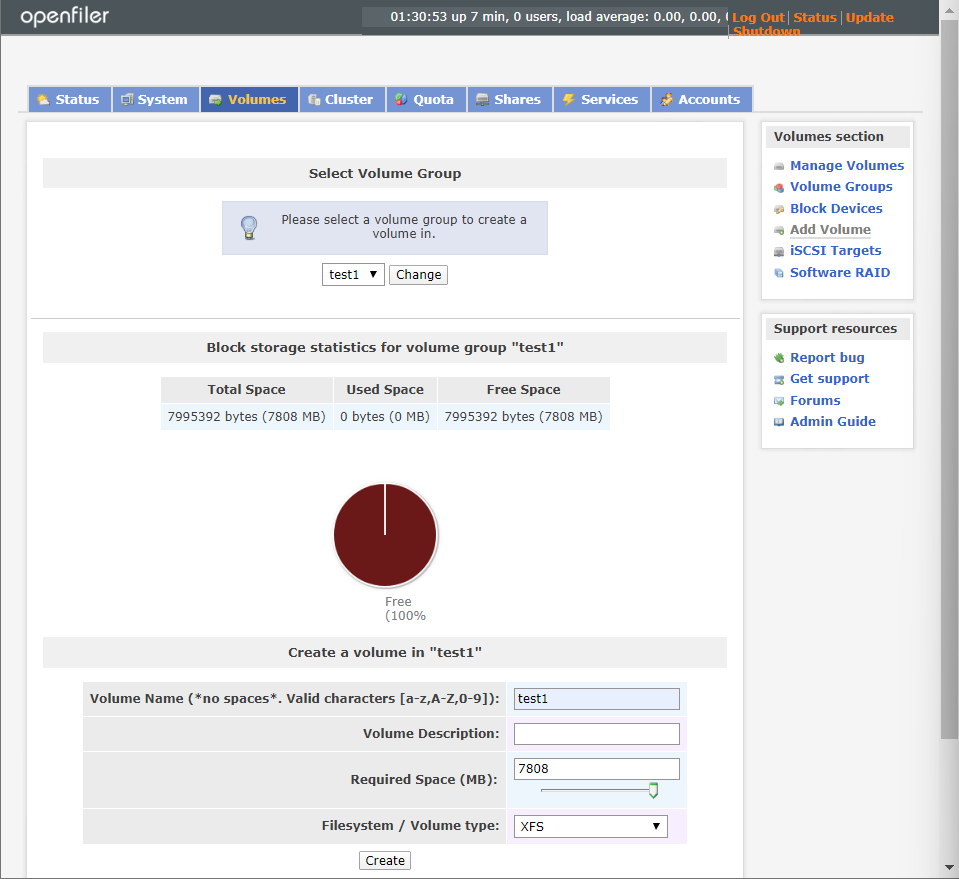 openfiler
01:30:53 up 7 min, 0 users, load average: 0.00, 0.00,
Log Out | Status | Update
| Shutdown
Status
System
Volumes
Cluster
Quota
Shares
Services
Accounts
Select Volume Group
Please select a volume group to create a
volume in.
test1
Change
Block storage statistics for volume group "test1"
Total Space Used Space Free Space
7995392 bytes (7808 MB) 0 bytes (0 MB) 7995392 bytes (7808 MB)
Free
(100%
Create a volume in "test1"
Volume Name (*no spaces*. Valid characters [a-z,A-Z,0-9]): test1
Volume Description:
Required Space (MB): 7808
Filesystem / Volume type: XFS
Create
Volumes section
Manage Volumes
Volume Groups
Block Devices
Add Volume
iSCSI Targets
Software RAID
Support resources
Report bug
Get support
Forums
Admin Guide